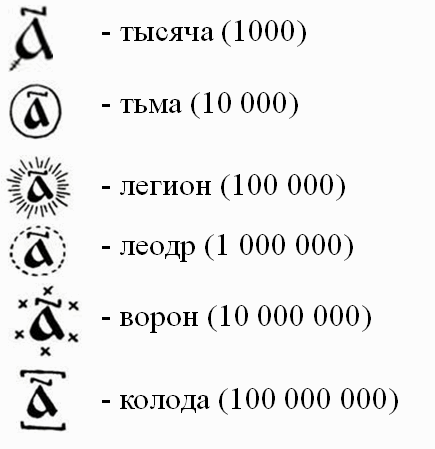 а҃ - тысяча (1000)
а҃ - тьма (10 000)
а҃ - легион (100 000)
а҃ - леодр (1 000 000)
а҃ - ворон (10 000 000)
а҃ - колода (100 000 000)